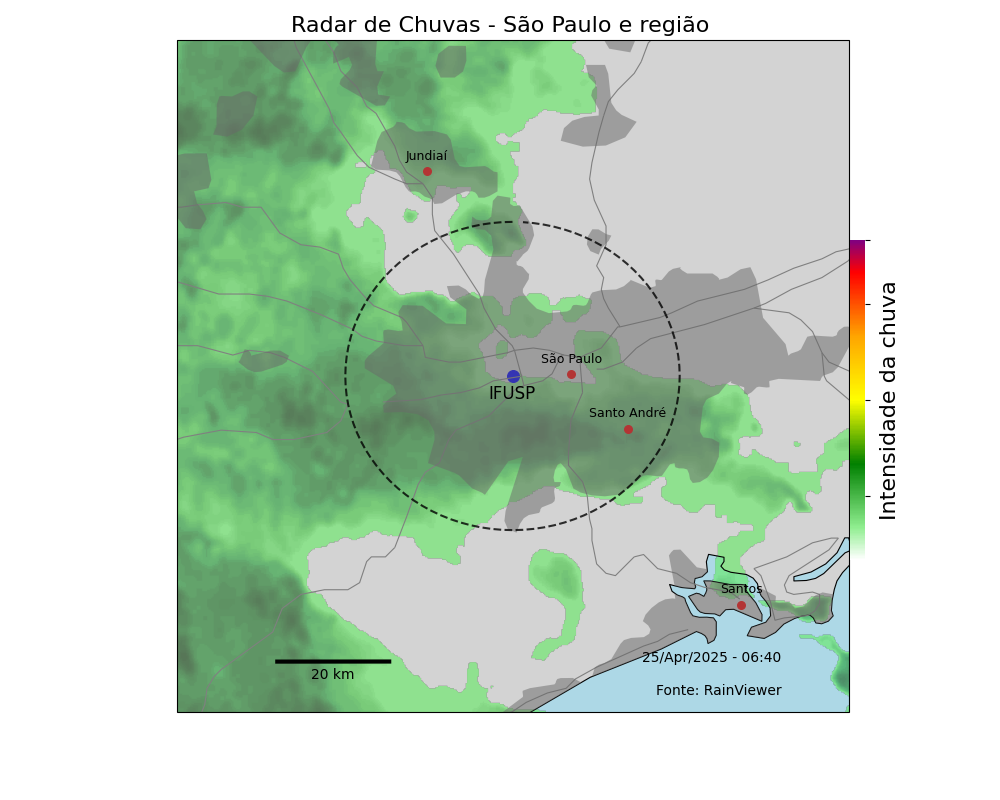 Radar de Chuvas - São Paulo e região
Jundiaí
São Paulo
IFUSP
Santo André
Santos
25/Apr/2025 - 06:40
20 km
Fonte: RainViewer
Intensidade da chuva